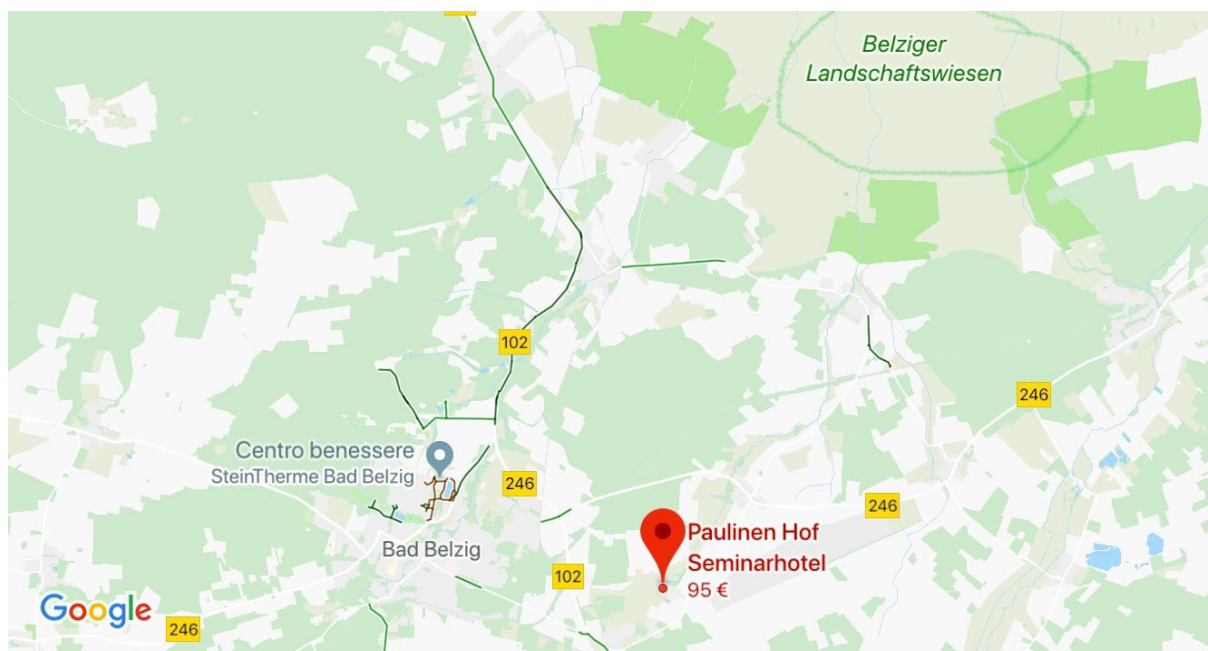 Belziger
Landschaftswiesen
102
246
Centro benessere
SteinTherme Bad Belzig
246
246
Paulinen Hof
Seminarhotel
95 €
Bad Belzig
102
Google
246